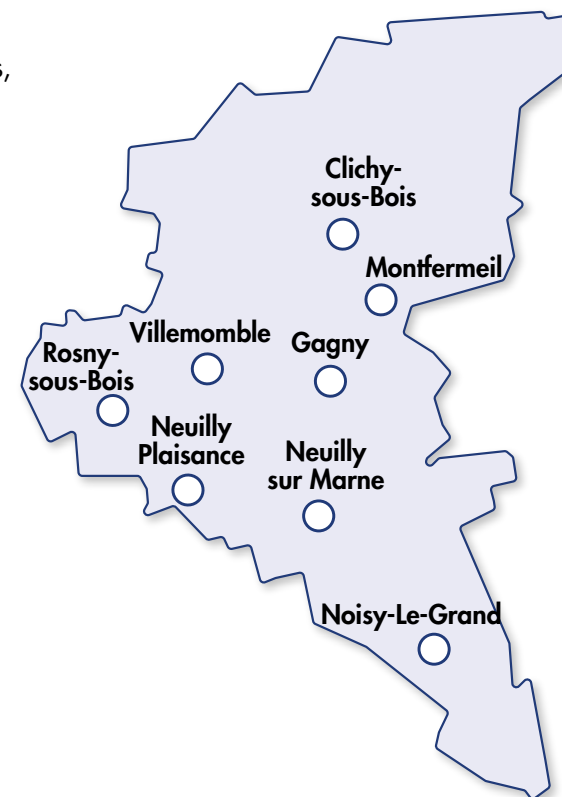 s,
Clichy-
sous-Bois
Montfermeil
Villemomble
Gagny
Rosny-
sous-Bois
Neuilly
Plaisance
Neuilly
sur Marne
Noisy-Le-Grand